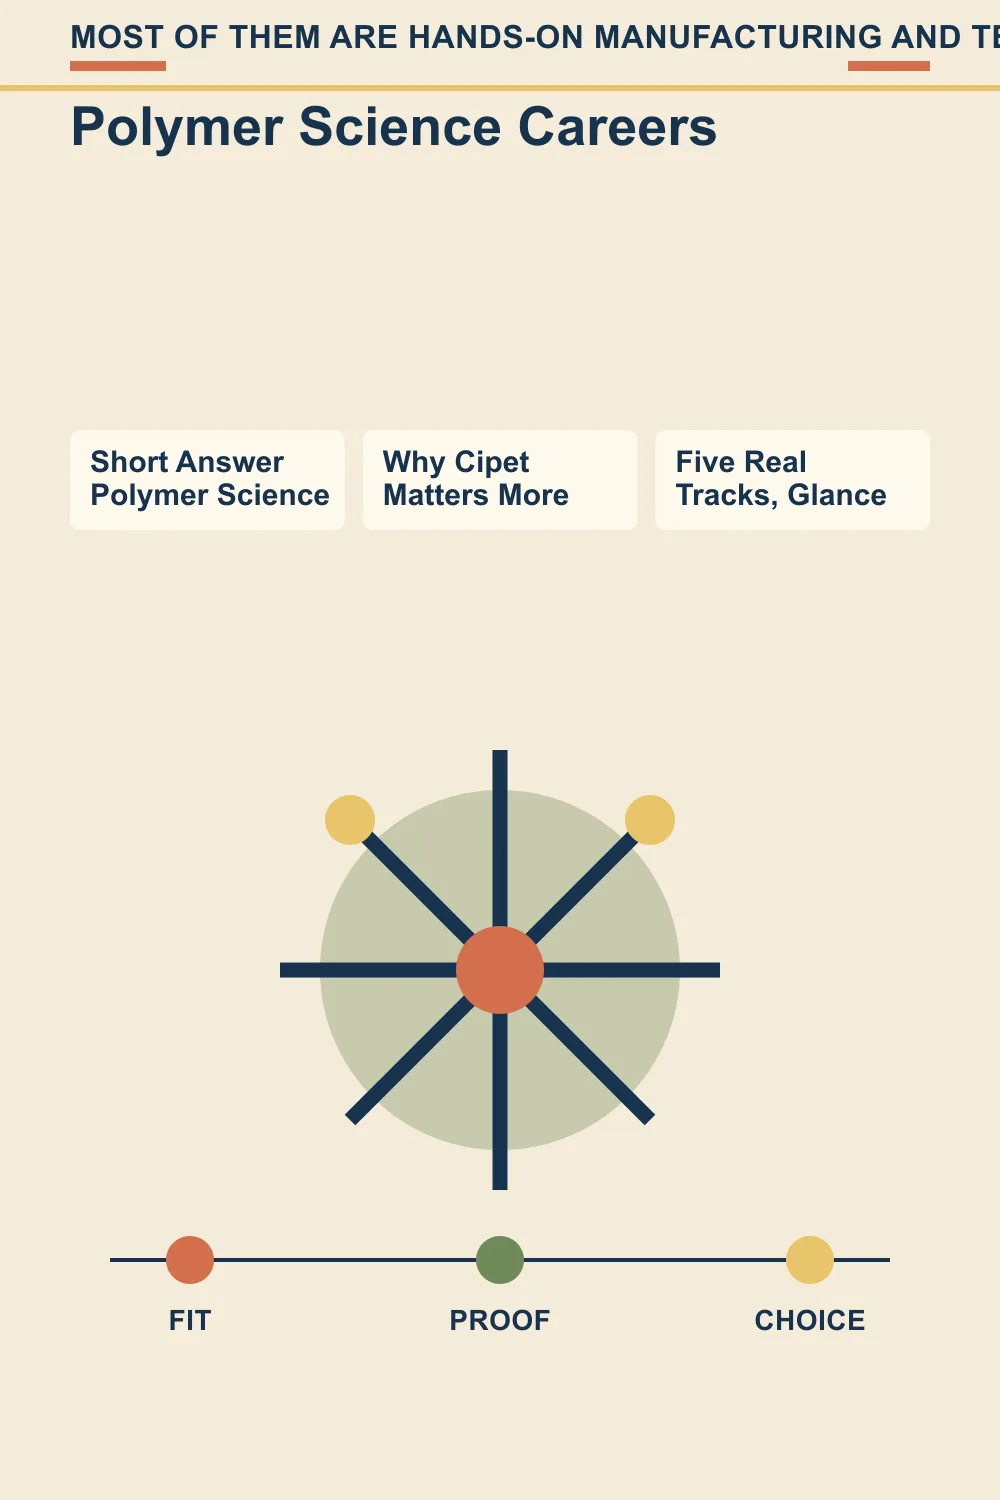 MOST OF THEM ARE HANDS-ON MANUFACTURING AND
Polymer Science Careers
Short Answer
Polymer Science
Why Cipet
Matters More
Five Real
Tracks, Glance
FIT
PROOF
CHOICE